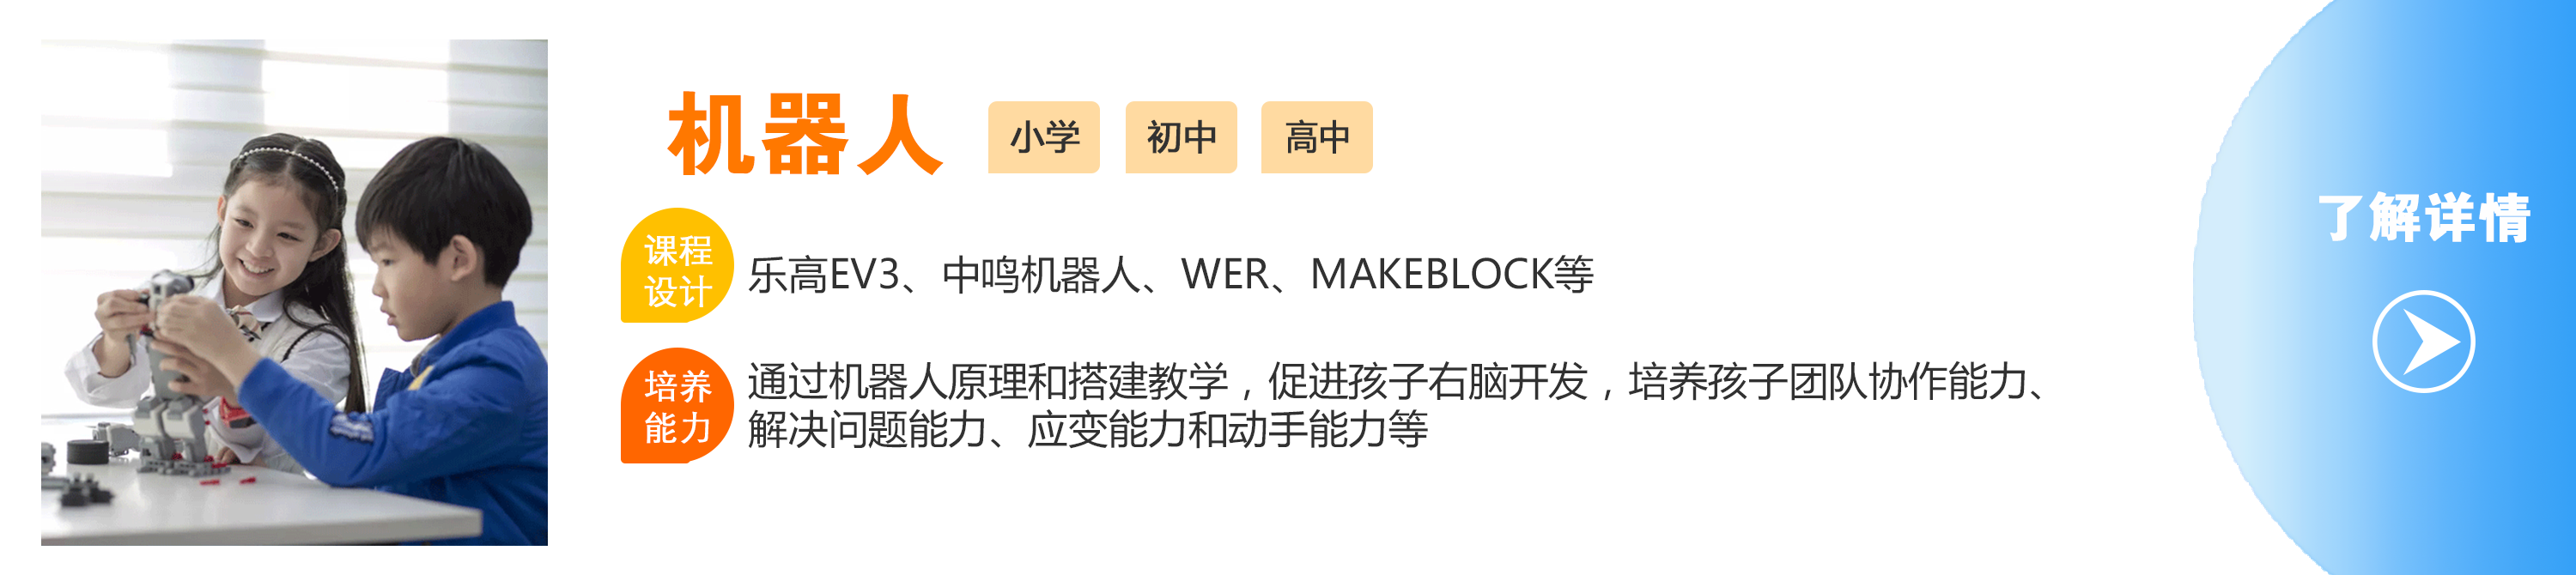 机器人 小学 初中 高中
课程
设计
乐高EV3、中鸣机器人、WER、MAKEBLOCK等
培养
能力
通过机器人原理和搭建教学，促进孩子右脑开发，培养孩子团队协作能力、
解决问题能力、应变能力和动手能力等
了解详情